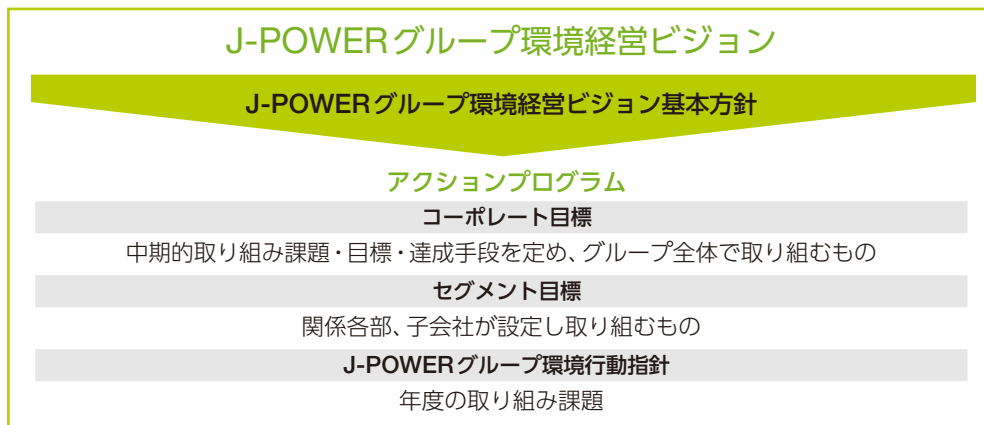 J-POWERグループ環境経営ビジョン
J-POWERグループ環境経営ビジョン基本方針
アクションプログラム
コーポレート目標
中期的取り組み課題・目標・達成手段を定め、グループ全体で取り組むもの
セグメント目標
関係各部、子会社が設定し取り組むもの
J-POWERグループ環境行動指針
年度の取り組み課題